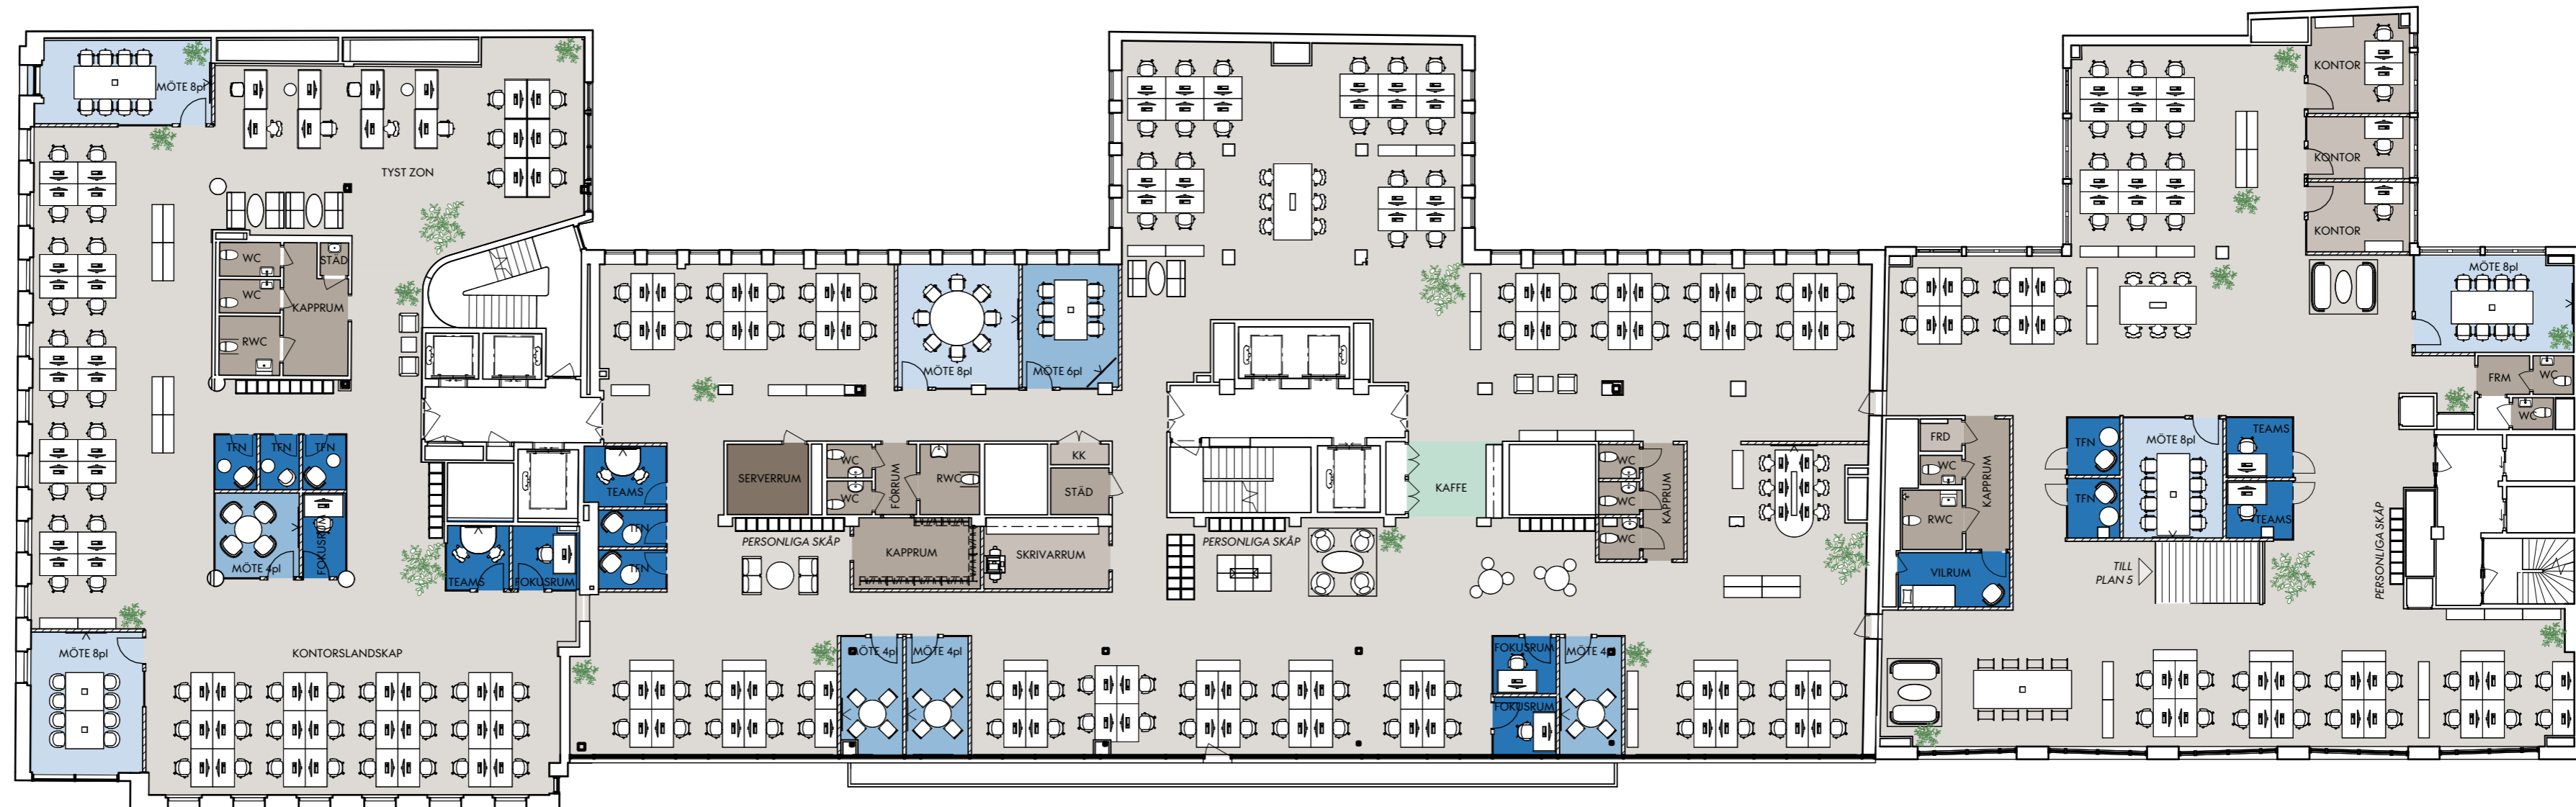 MÖTE 8pl
TYST ZON
WC
STÄD
WC
KAPPRUM
RWC
TFN
TFN
TFN
MÖTE 4pl
FOKUSRUM
MÖTE 8pl
KONTORSLANDSKAP
TEAMS
FOKUSRUM
TEAMS
TFN
TFN
MÖTE 8pl
MÖTE 6pl
SERVERRUM
WC
WC
FÖRRUM
RWC
KK
STÄD
PERSONLIGA SKÅP
KAPPRUM
SKRIVARRUM
MÖTE 4pl
MÖTE 4pl
PERSONLIGA SKÅP
KAFFE
WC
WC
WC
KAPPRUM
FOKUSRUM
FOKUSRUM
MÖTE 4pl
KONTOR
KONTOR
KONTOR
MÖTE 8pl
FRM
WC
WC
FRD
WC
RWC
KAPPRUM
VILRUM
TFN
TFN
MÖTE 8pl
TEAMS
TEAMS
TILL
PLAN 5
PERSONLIGA SKÅP